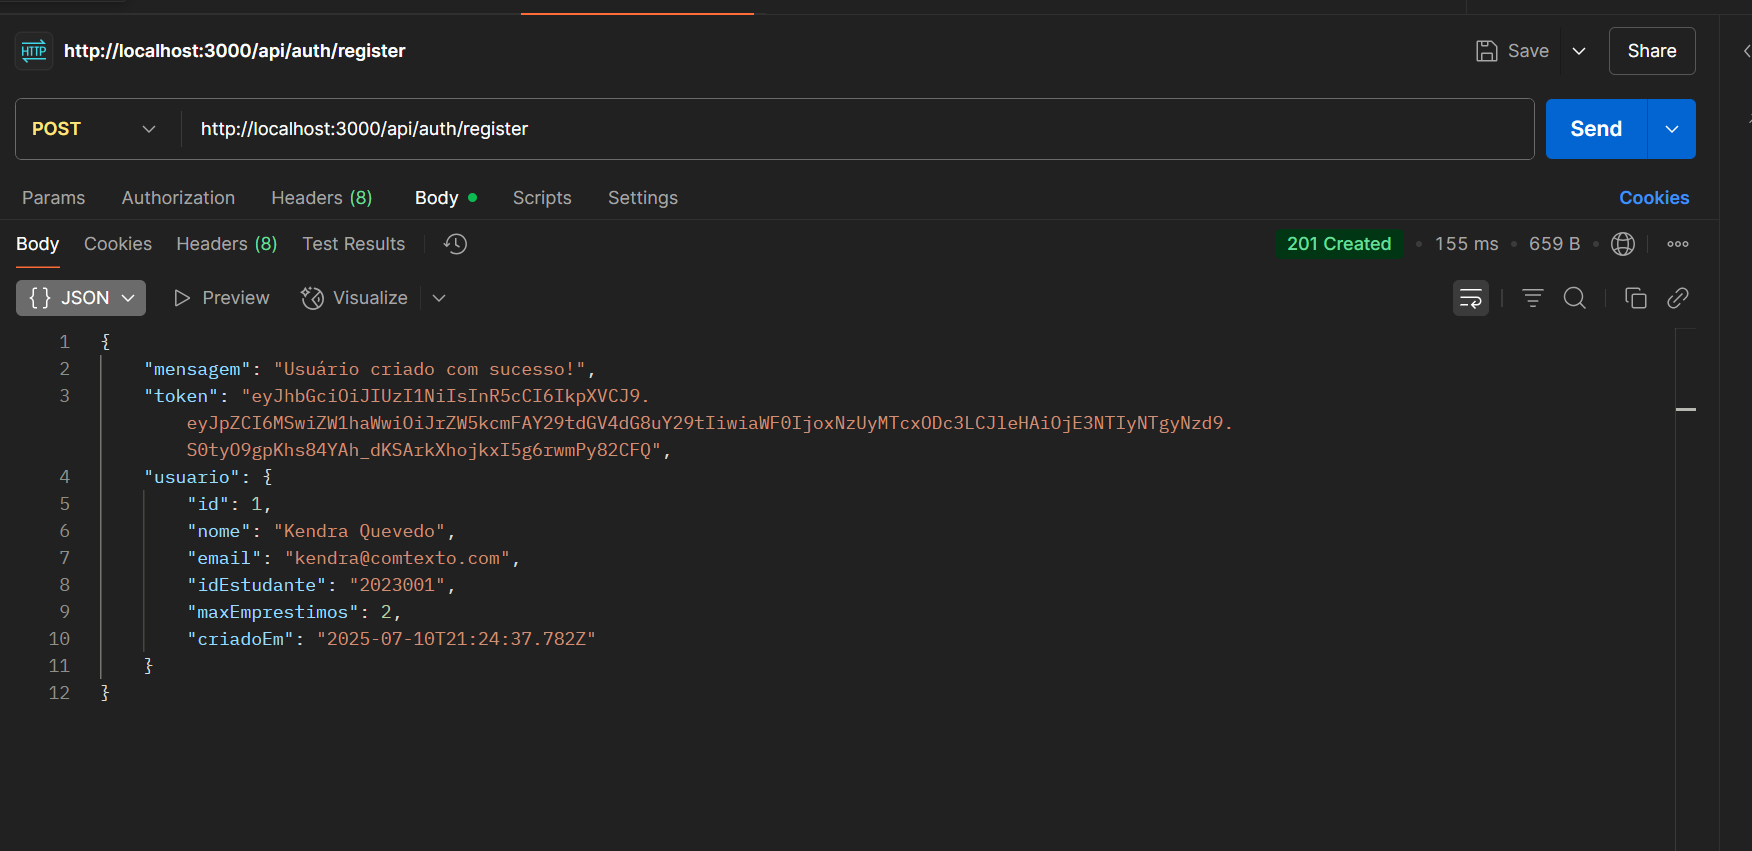 HTTP http://localhost:3000/api/auth/register Save Share
POST http://localhost:3000/api/auth/register Send
Params Authorization Headers (8) Body Scripts Settings Cookies
Body Cookies Headers (8) Test Results 201 Created 155 ms 659 B
{} JSON Preview Visualize
1 {
2 "mensagem": "Usuário criado com sucesso!",
3 "token": "eyJhbGciOiJIUzI1NiIsInR5cCI6IkpXVCJ9.
eyJpZCI6MSwiZW1haWwiOiJrZW5kcmFAY29tdGV4dG8uY29tIiwiaWF0IjoxNzUyMTcxODc3LCJleHAiOjE3NTIyNTgyNzd9.
S0tyO9gpKhs84YAh_dKSArkXhojkxI5g6rwmPy82CFQ",
4 "usuario": {
5 "id": 1,
6 "nome": "Kendra Quevedo",
7 "email": "kendra@comtexto.com",
8 "idEstudante": "2023001",
9 "maxEmprestimos": 2,
10 "criadoEm": "2025-07-10T21:24:37.782Z"
11 }
12 }